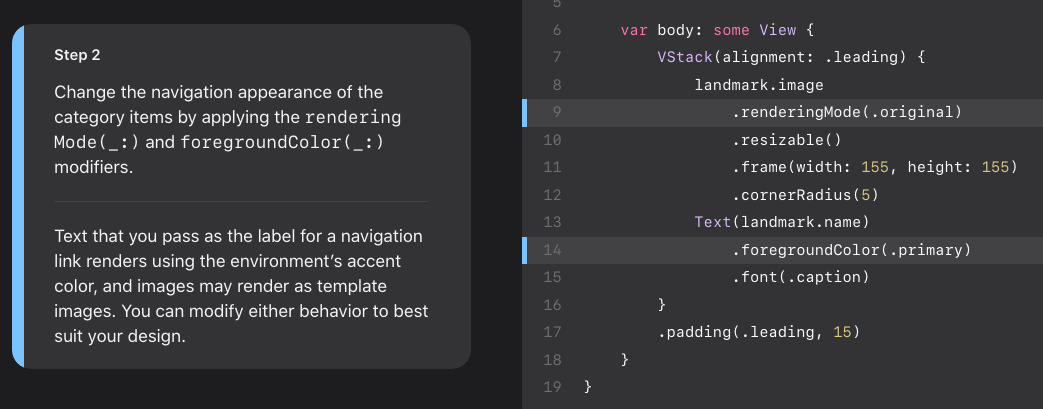 Step 2
Change the navigation appearance of the
category items by applying the rendering
Mode(_:) and foregroundColor(_:)
modifiers.
Text that you pass as the label for a navigation
link renders using the environment’s accent
color, and images may render as template
images. You can modify either behavior to best
suit your design.
5
6 var body: some View {
7 VStack(alignment: .leading) {
8 landmark.image
9 .renderingMode(.original)
10 .resizable()
11 .frame(width: 155, height: 155)
12 .cornerRadius(5)
13 Text(landmark.name)
14 .foregroundColor(.primary)
15 .font(.caption)
16 }
17 .padding(.leading, 15)
18 }
19 }